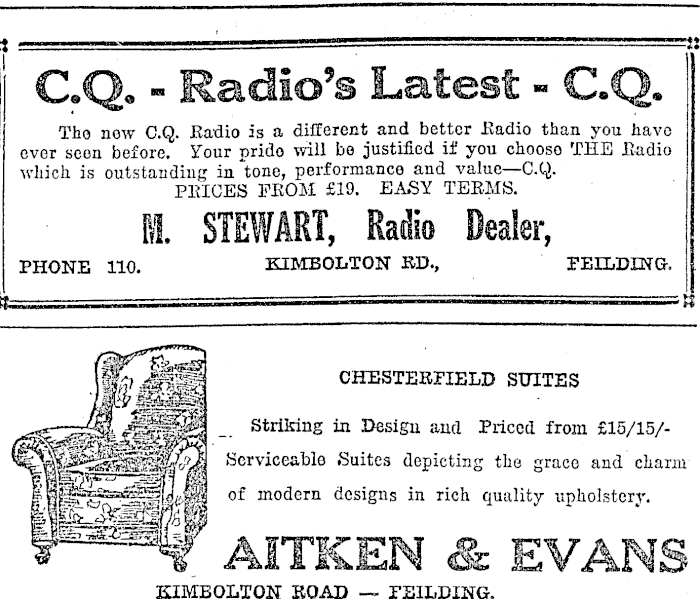 C.Q. - Radio's Latest - C.Q.
The new C.Q. Radio is a different and better Radio than you have
ever seen before. Your pride will be justified if you choose THE Radio
which is outstanding in tone, performance and value—C.Q.
PRICES FROM £19. EASY TERMS.
M. STEWART, Radio Dealer,
PHONE 110. KIMBOLTON RD., FEILDING.
CHESTERFIELD SUITES
Striking in Design and Priced from £15/15/-
Serviceable Suites depicting the grace and charm
of modern designs in rich quality upholstery.
AITKEN & EVANS
KIMBOLTON ROAD — FEILDING.